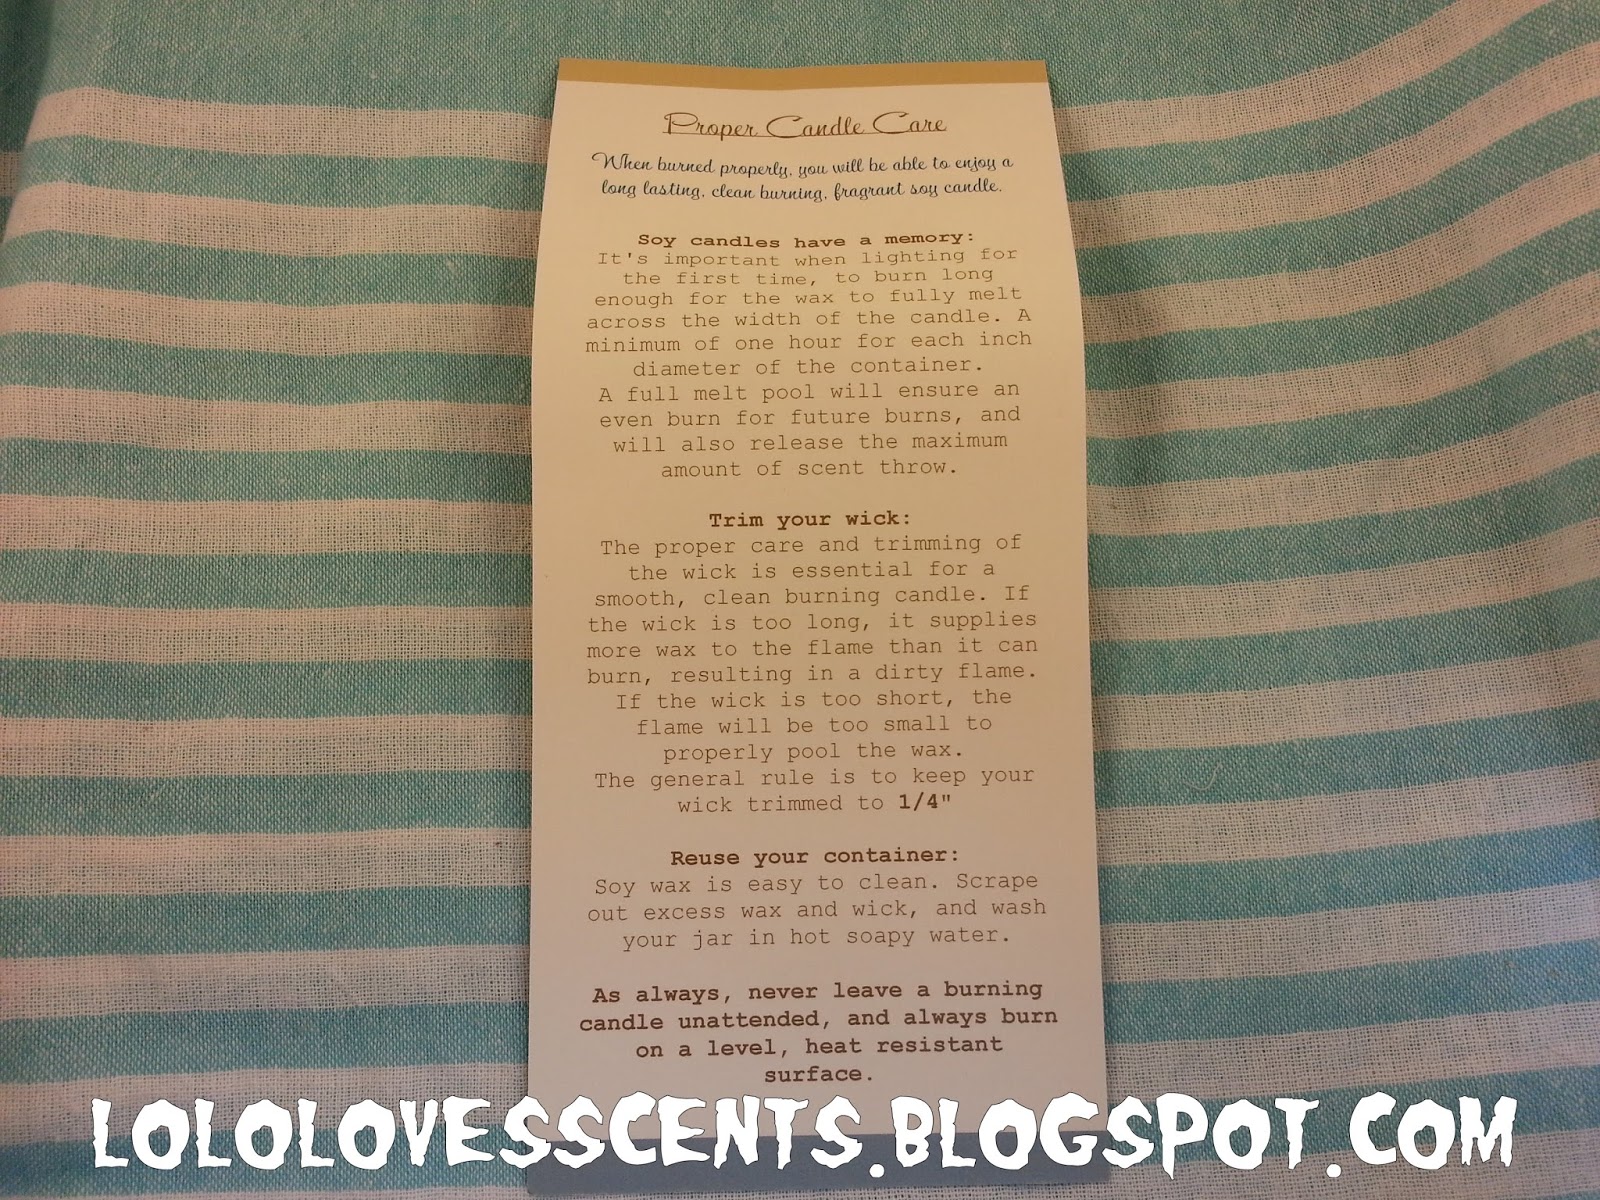 Proper Candle Care
When burned properly, you will be able to enjoy a
long lasting, clean burning, fragrant soy candle.
Soy candles have a memory:
It's important when lighting for
the first time, to burn long
enough for the wax to fully melt
across the width of the candle. A
minimum of one hour for each inch
diameter of the container.
A full melt pool will ensure an
even burn for future burns, and
will also release the maximum
amount of scent throw.
Trim your wick:
The proper care and trimming of
the wick is essential for a
smooth, clean burning candle. If
the wick is too long, it supplies
more wax to the flame than it can
burn, resulting in a dirty flame.
If the wick is too short, the
flame will be too small to
properly pool the wax.
The general rule is to keep your
wick trimmed to 1/4"
Reuse your container:
Soy wax is easy to clean. Scrape
out excess wax and wick, and wash
your jar in hot soapy water.
As always, never leave a burning
candle unattended, and always burn
on a level, heat resistant
surface.
LOLOLOVESSCENTS.BLOGSPOT.COM